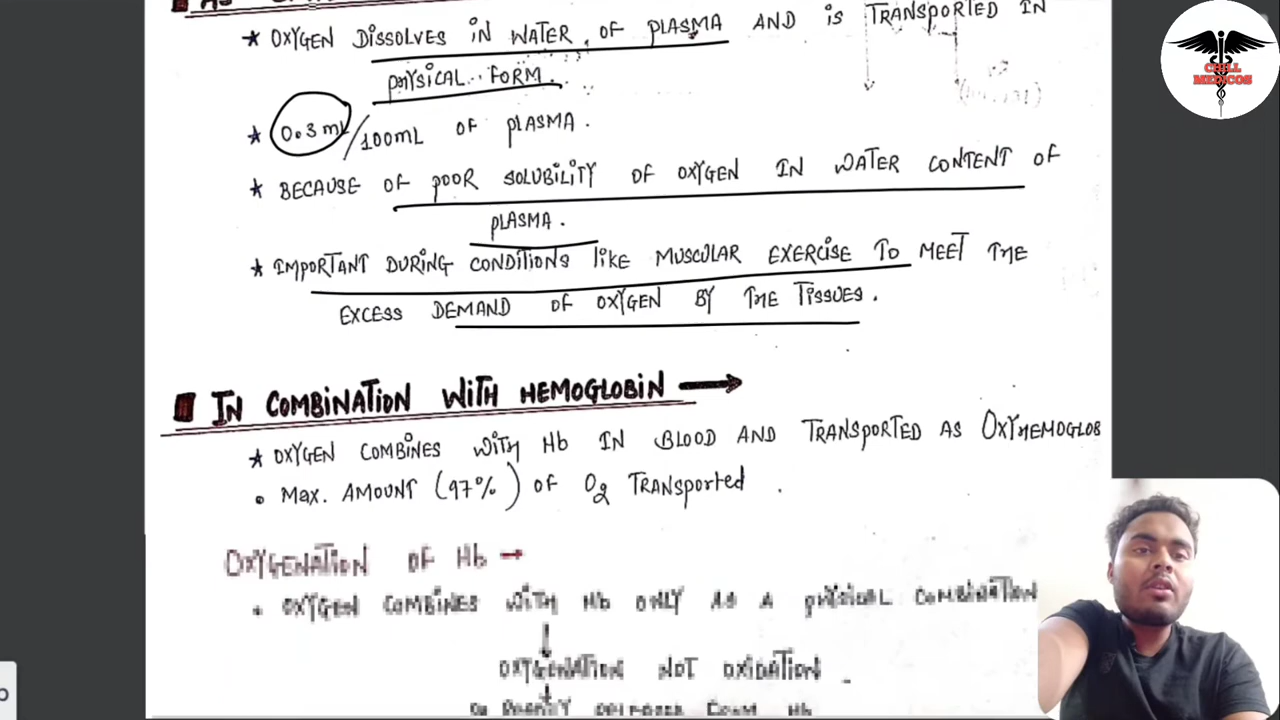 ★ OXYGEN DISSOLVES IN WATER OF PLASMA AND IS TRANSPORTED IN
PHYSICAL FORM.
★ 0.3 mL/100mL OF PLASMA.
★ BECAUSE OF POOR SOLUBILITY OF OXYGEN IN WATER CONTENT OF
PLASMA.
★ IMPORTANT DURING CONDITIONS LIKE MUSCULAR EXERCISE TO MEET THE
EXCESS DEMAND OF OXYGEN BY THE TISSUES.
IN COMBINATION WITH HEMOGLOBIN →
★ OXYGEN COMBINES WITH Hb IN BLOOD AND TRANSPORTED AS OXYHEMOGLOB
• MAX. AMOUNT (97%) OF O2 TRANSPORTED.
OXYGENATION OF Hb →
• OXYGEN COMBINES WITH Hb ONLY AS A PHYSICAL COMBINATION
↓
OXYGENATION NOT OXIDATION
CHILL
MEDICOS